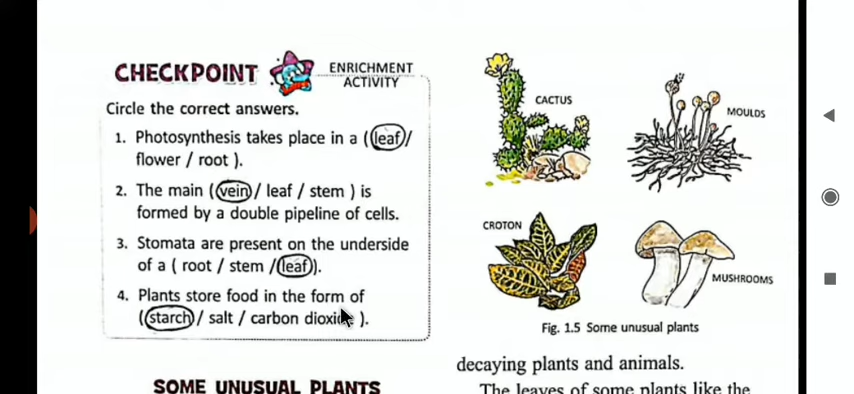 CHECKPOINT
ENRICHMENT
ACTIVITY
Circle the correct answers.
1. Photosynthesis takes place in a ( leaf /
flower / root ).
2. The main ( vein / leaf / stem ) is
formed by a double pipeline of cells.
3. Stomata are present on the underside
of a ( root / stem / leaf ).
4. Plants store food in the form of
( starch / salt / carbon dioxide ).
SOME UNUSUAL PLANTS
CACTUS
MOULDS
CROTON
MUSHROOMS
Fig. 1.5 Some unusual plants
decaying plants and animals.
The leaves of some plants like the